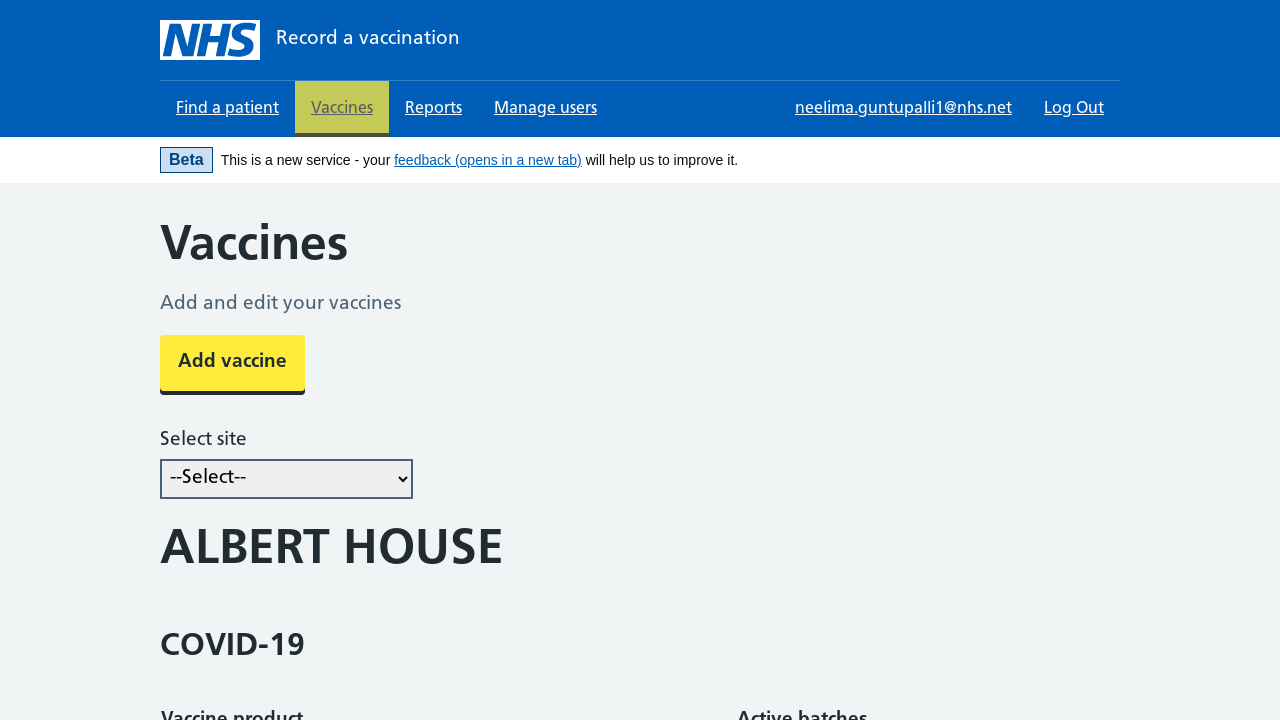 NHS Record a vaccination
Find a patient Vaccines Reports Manage users neelima.guntupalli1@nhs.net Log Out
Beta This is a new service - your feedback (opens in a new tab) will help us to improve it.
Vaccines
Add and edit your vaccines
Add vaccine
Select site
--Select--
ALBERT HOUSE
COVID-19
Vaccine product Active batches